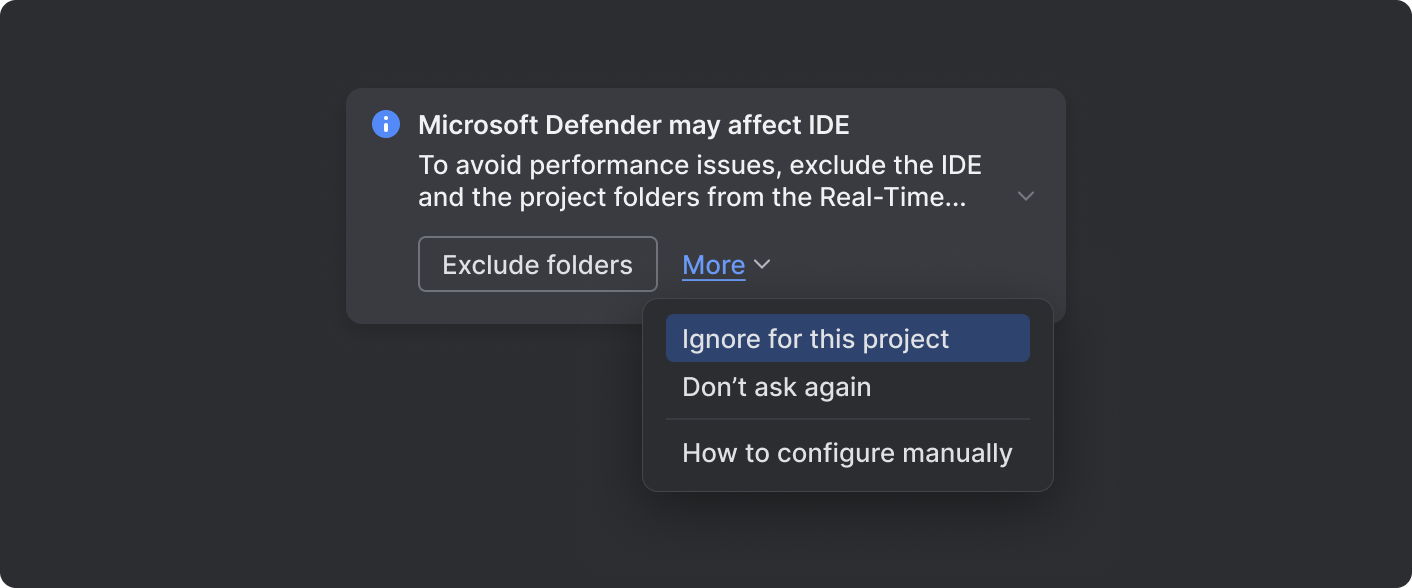 Microsoft Defender may affect IDE
To avoid performance issues, exclude the IDE
and the project folders from the Real-Time...
Exclude folders
More
Ignore for this project
Don’t ask again
How to configure manually